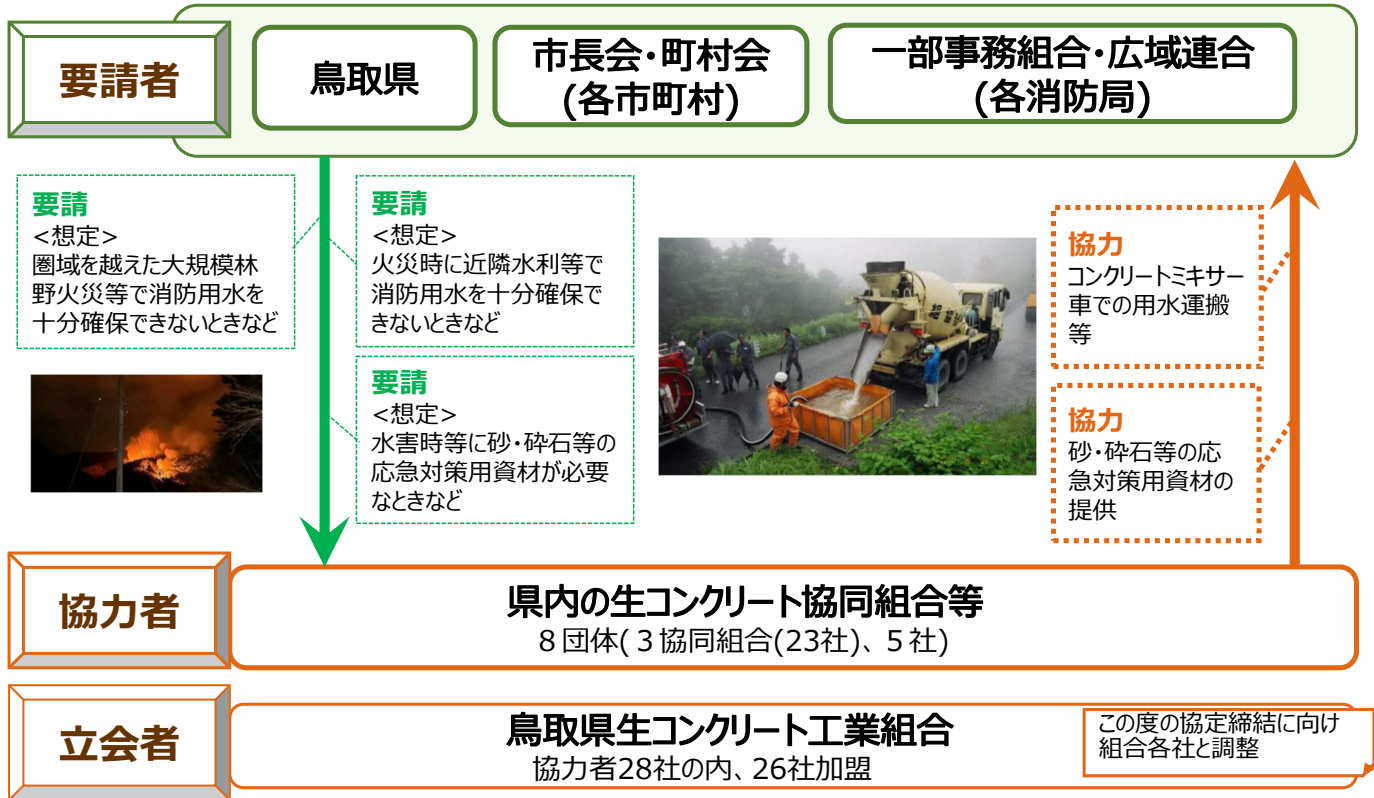 要請者
鳥取県
市長会・町村会
(各市町村)
一部事務組合・広域連合
(各消防局)
要請
<想定>
圏域を越えた大規模林
野火災等で消防用水を
十分確保できないときなど
要請
<想定>
火災時に近隣水利等で
消防用水を十分確保で
きないときなど
要請
<想定>
水害時等に砂・砕石等の
応急対策用資材が必要
なときなど
協力
コンクリートミキサー
車での用水運搬
等
協力
砂・砕石等の応
急対策用資材の
提供
協力者
県内の生コンクリート協同組合等
８団体(３協同組合(23社)、５社)
立会者
鳥取県生コンクリート工業組合
協力者28社の内、26社加盟
この度の協定締結に向け
組合各社と調整